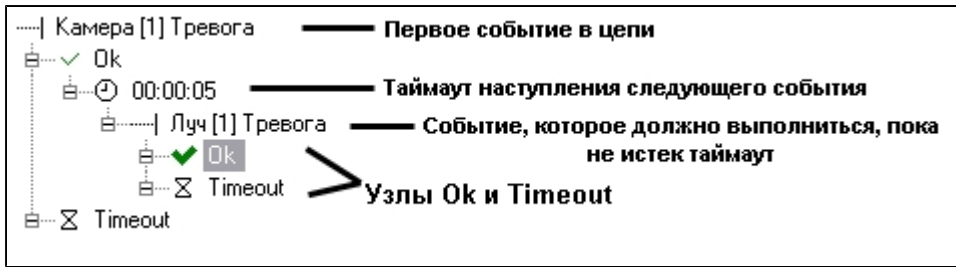 Камера [1] Тревога Первое событие в цепи
Ok
00:00:05 Таймаут наступления следующего события
Луч [1] Тревога Событие, которое должно выполниться, пока
не истек таймаут
Ok
Timeout
Узлы Ok и Timeout
Timeout